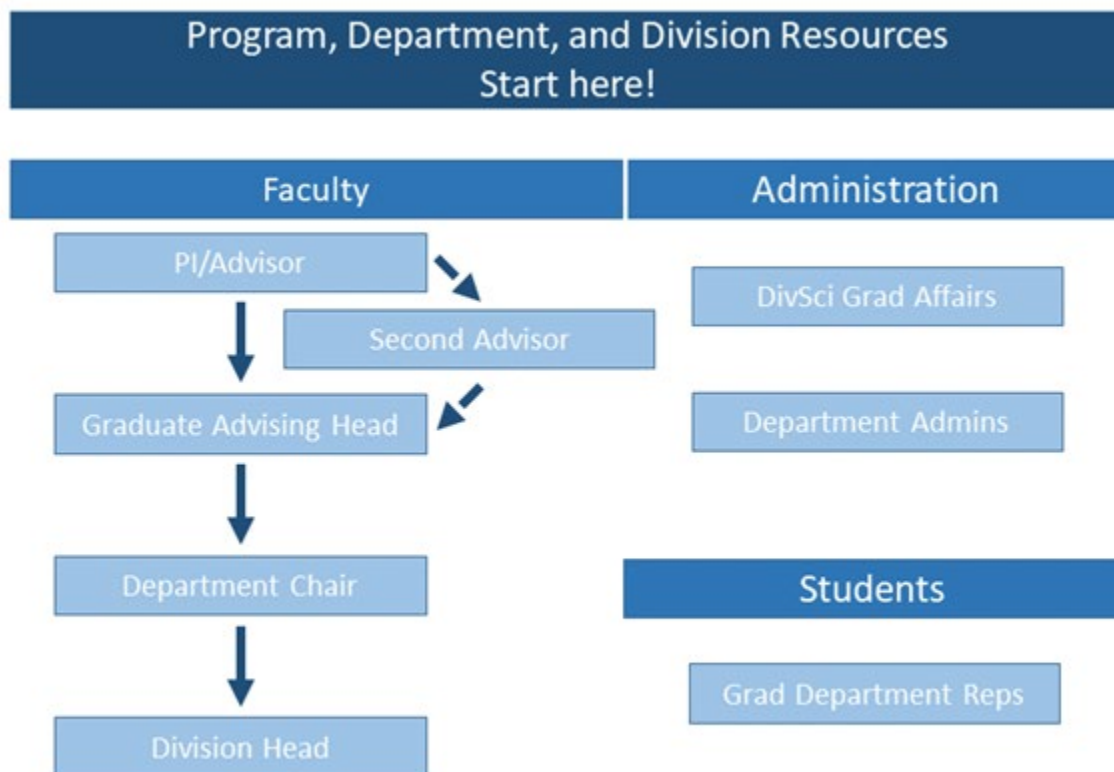 Program, Department, and Division Resources
Start here!
Faculty
PI/Advisor
Second Advisor
Graduate Advising Head
Department Chair
Division Head
Administration
DivSci Grad Affairs
Department Admins
Students
Grad Department Reps